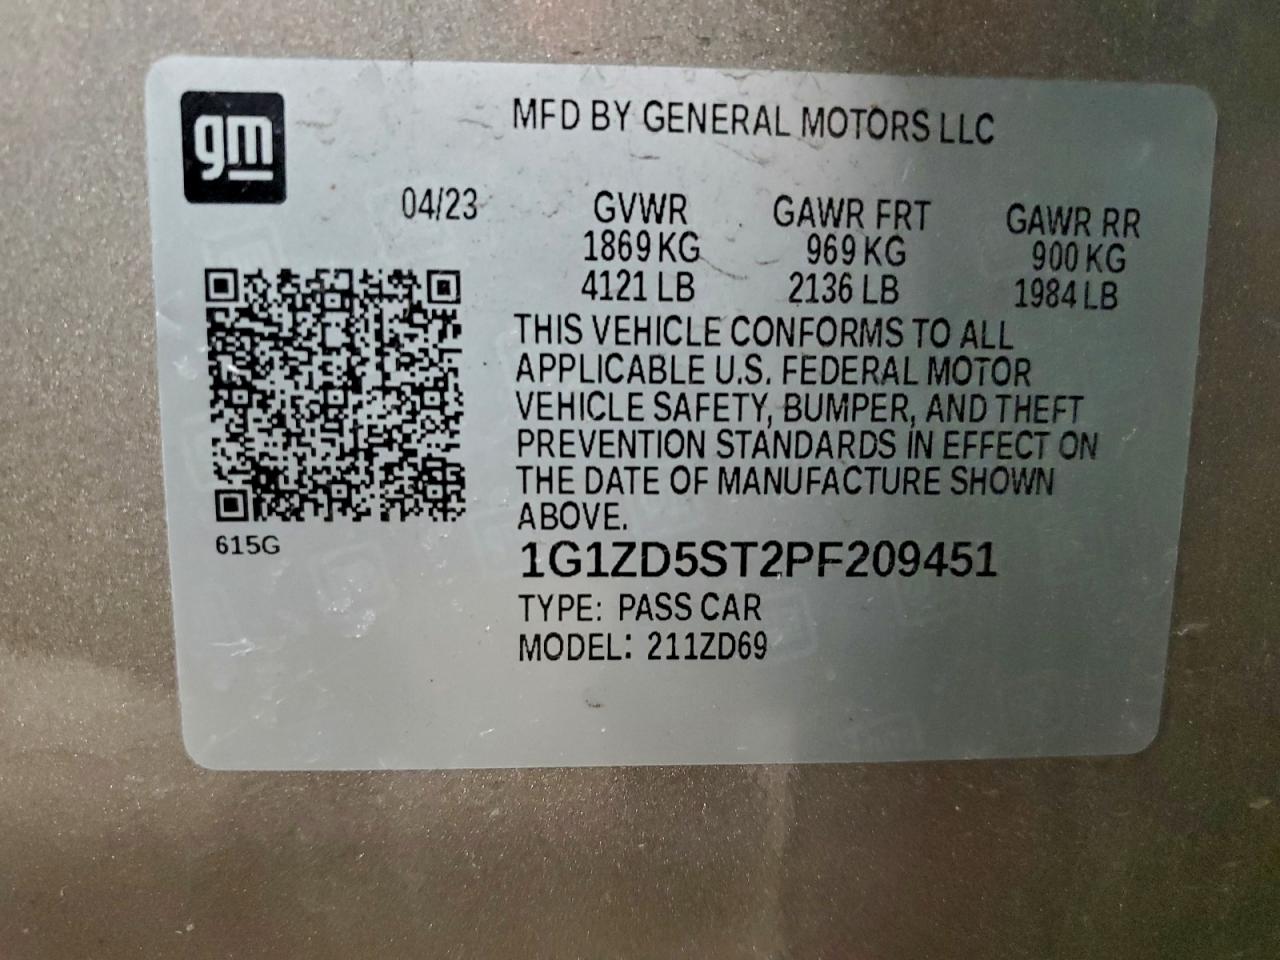 gm
MFD BY GENERAL MOTORS LLC
04/23 GVWR GAWR FRT GAWR RR
1869 KG 969 KG 900 KG
4121 LB 2136 LB 1984 LB
THIS VEHICLE CONFORMS TO ALL
APPLICABLE U.S. FEDERAL MOTOR
VEHICLE SAFETY, BUMPER, AND THEFT
PREVENTION STANDARDS IN EFFECT ON
THE DATE OF MANUFACTURE SHOWN
ABOVE.
615G
1G1ZD5ST2PF209451
TYPE: PASS CAR
MODEL: 211ZD69